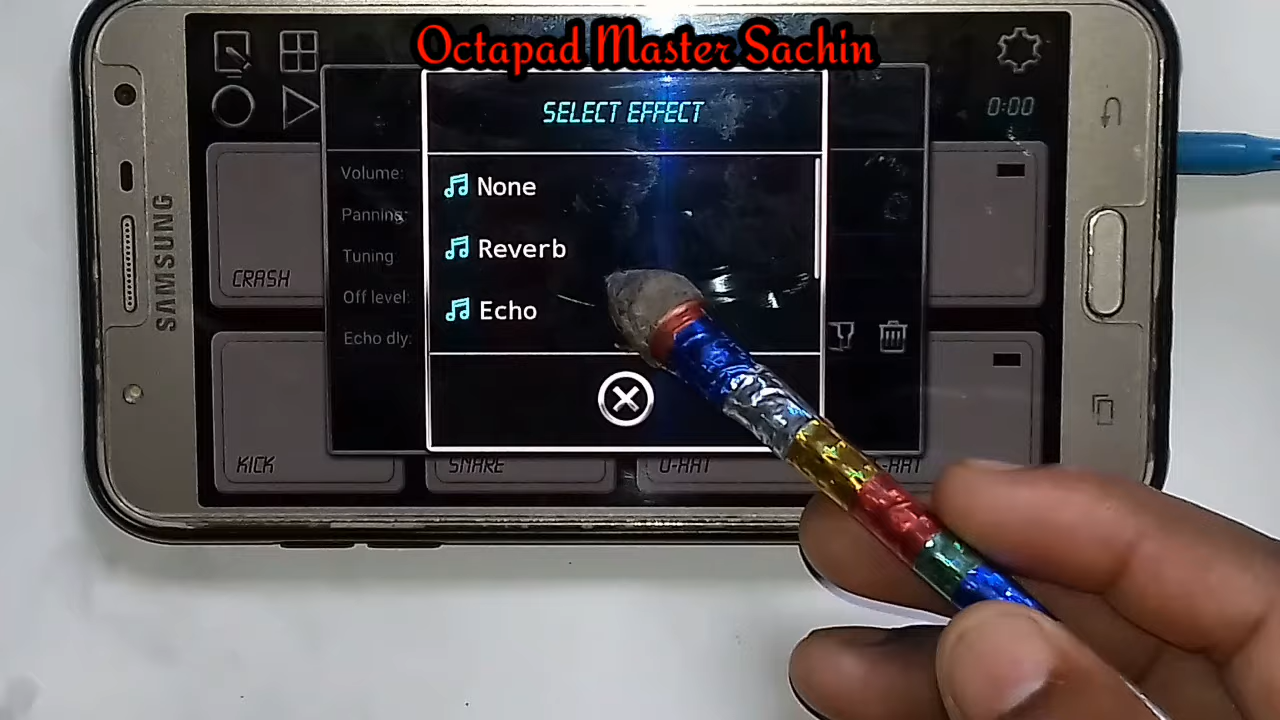 Octapad Master Sachin
SELECT EFFECT
0:00
None
Reverb
Echo
Volume:
Panning:
Tuning
Off level:
Echo dly:
CRASH
KICK
SNARE
O-HAT
-HAT
SAMSUNG